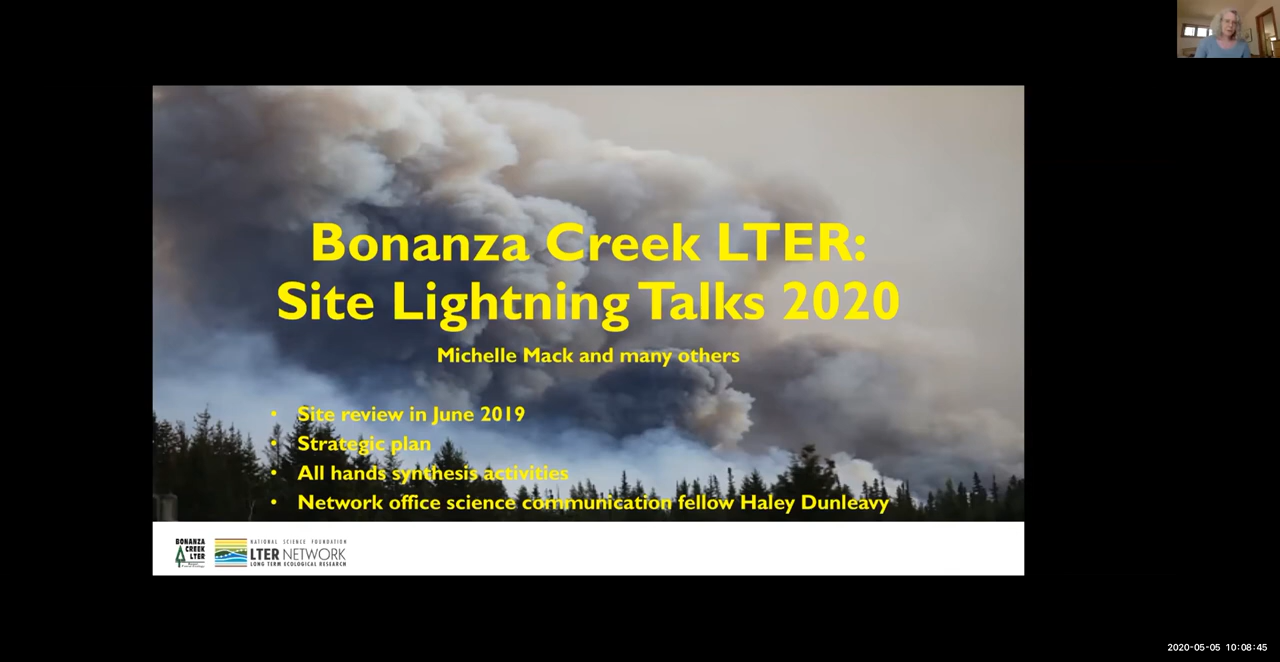 Bonanza Creek LTER:
Site Lightning Talks 2020
Michelle Mack and many others
• Site review in June 2019
• Strategic plan
• All hands synthesis activities
• Network office science communication fellow Haley Dunleavy
BONANZA
CREEK
LTER
NATIONAL SCIENCE FOUNDATION
LTER NETWORK
LONG TERM ECOLOGICAL RESEARCH
2020-05-05 10:08:45